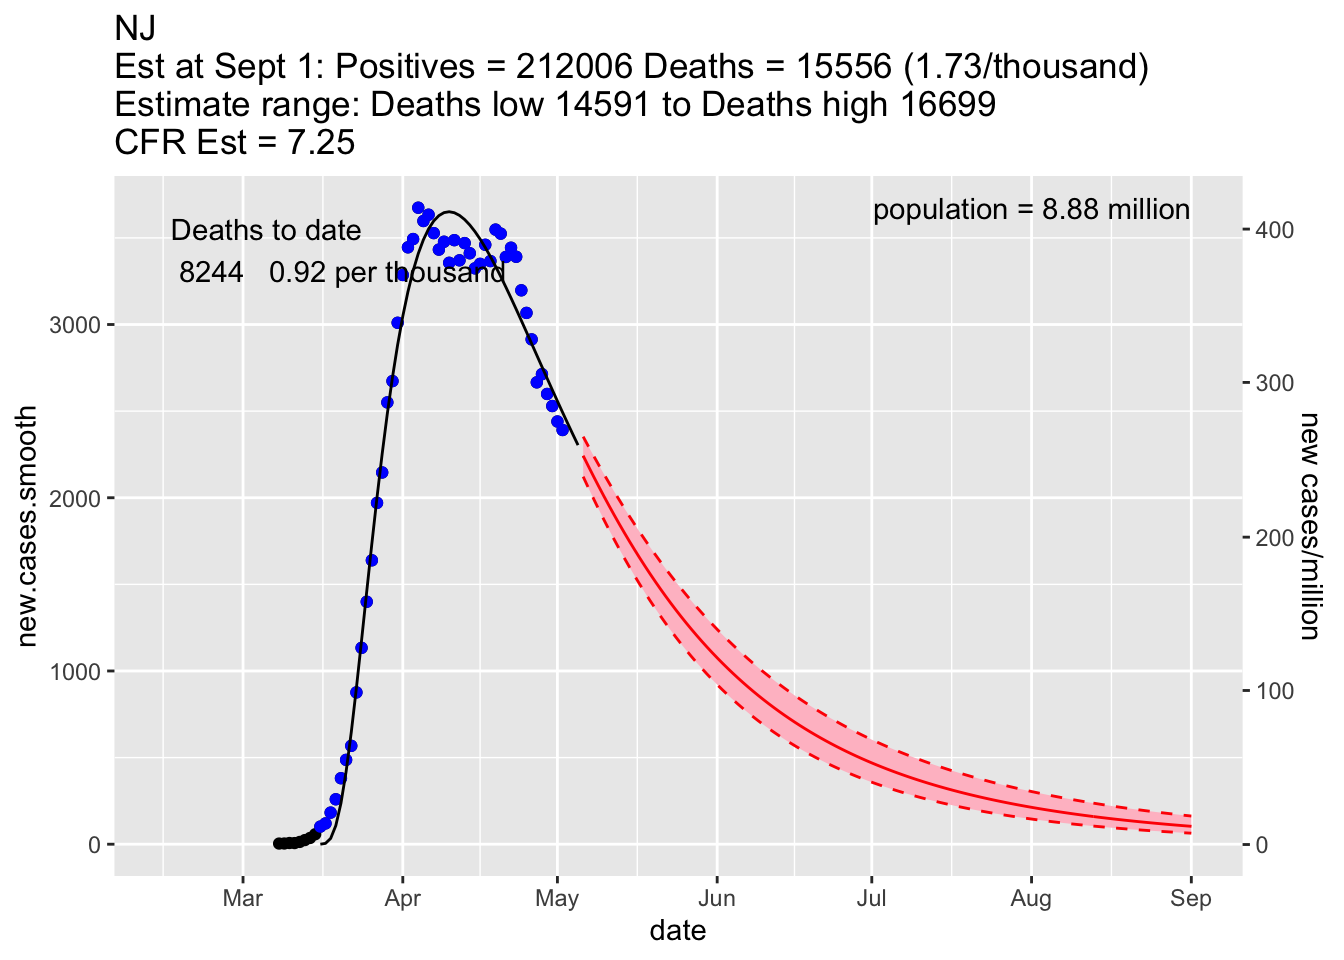 NJ
Est at Sept 1: Positives = 212006 Deaths = 15556 (1.73/thousand)
Estimate range: Deaths low 14591 to Deaths high 16699
CFR Est = 7.25
population = 8.88 million
Deaths to date
8244 0.92 per thousand
new.cases.smooth
3000
2000
1000
0
400
300
200
100
0
new cases/million
Mar Apr May Jun Jul Aug Sep
date